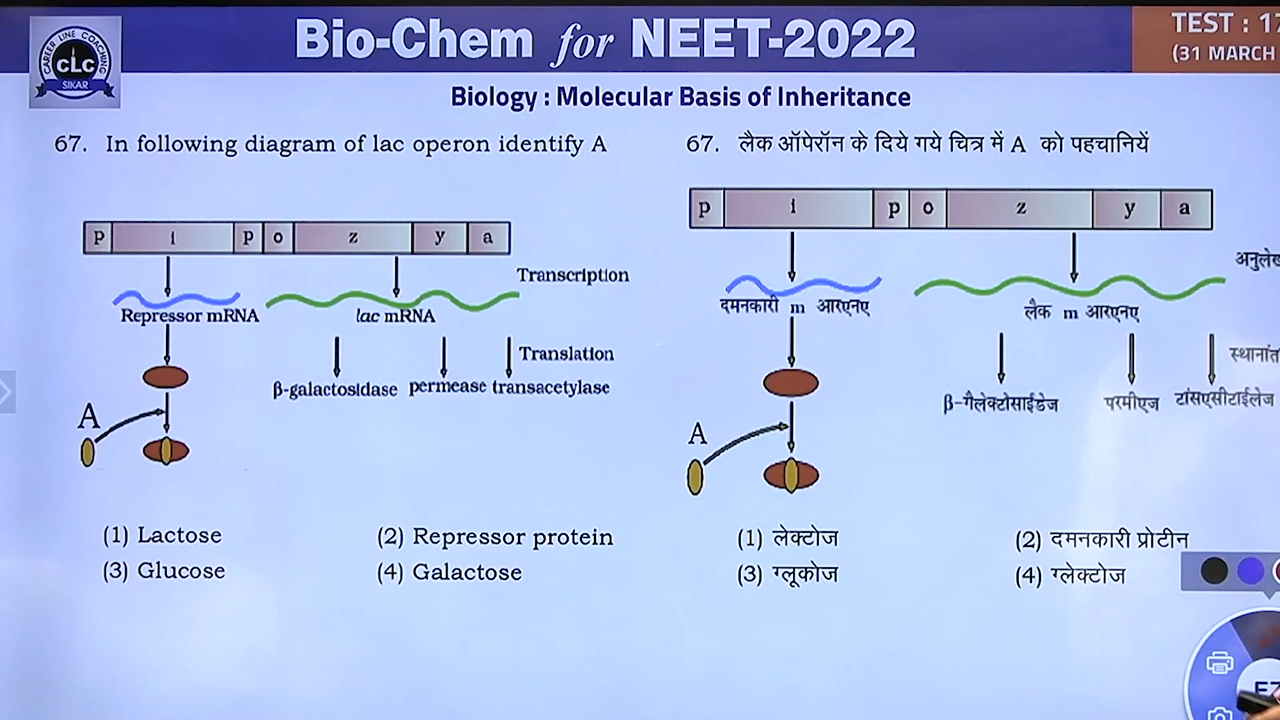 Bio-Chem for NEET-2022
TEST : 17
(31 MARCH
CAREER LINE COACHING
CLC
SIKAR
Biology : Molecular Basis of Inheritance
67. In following diagram of lac operon identify A
p i p o z y a
Transcription
Repressor mRNA lac mRNA
Translation
β-galactosidase permease transacetylase
A
(1) Lactose (2) Repressor protein
(3) Glucose (4) Galactose
67. लैक ऑपेरॉन के दिये गये चित्र में A को पहचानियें
p i p o z y a
दमनकारी m आरएनए लैक m आरएनए
β-गैलेक्टोसाईडेज परमीएज टांसएसीटाईलेज
A
(1) लेक्टोज (2) दमनकारी प्रोटीन
(3) ग्लूकोज (4) ग्लेक्टोज